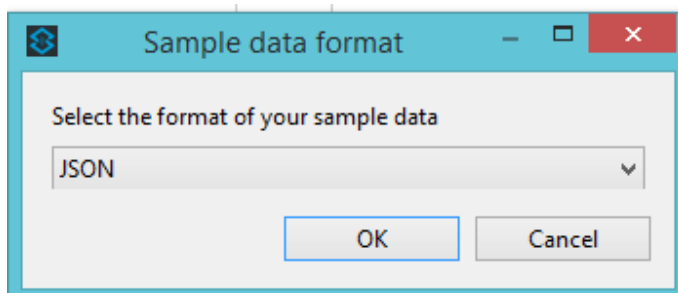 Sample data format
Select the format of your sample data
JSON
OK Cancel